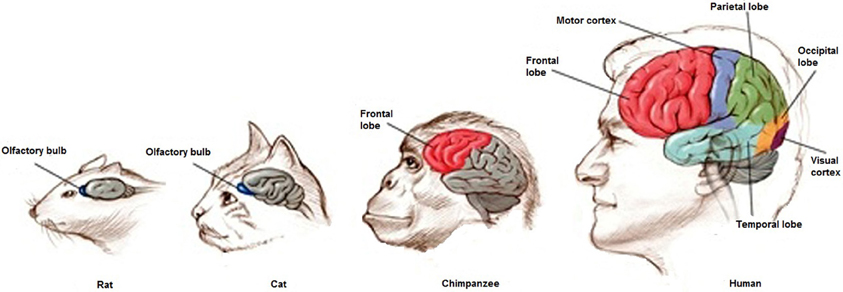 Parietal lobe
Motor cortex
Occipital
lobe
Frontal
lobe
Frontal
lobe
Olfactory bulb
Olfactory bulb
Visual
cortex
Temporal lobe
Rat
Cat
Chimpanzee
Human